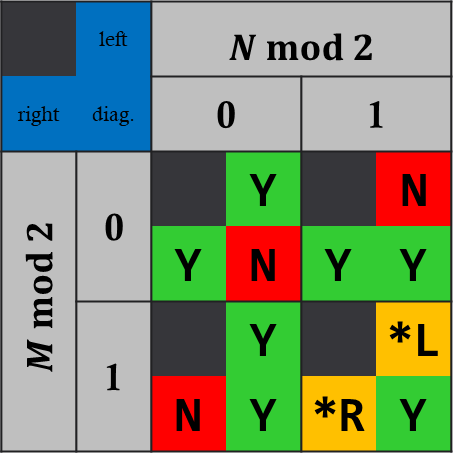 left
N mod 2
right diag.
0 1
M mod 2
0
Y N
Y N Y Y
1
Y *L
N Y *R Y